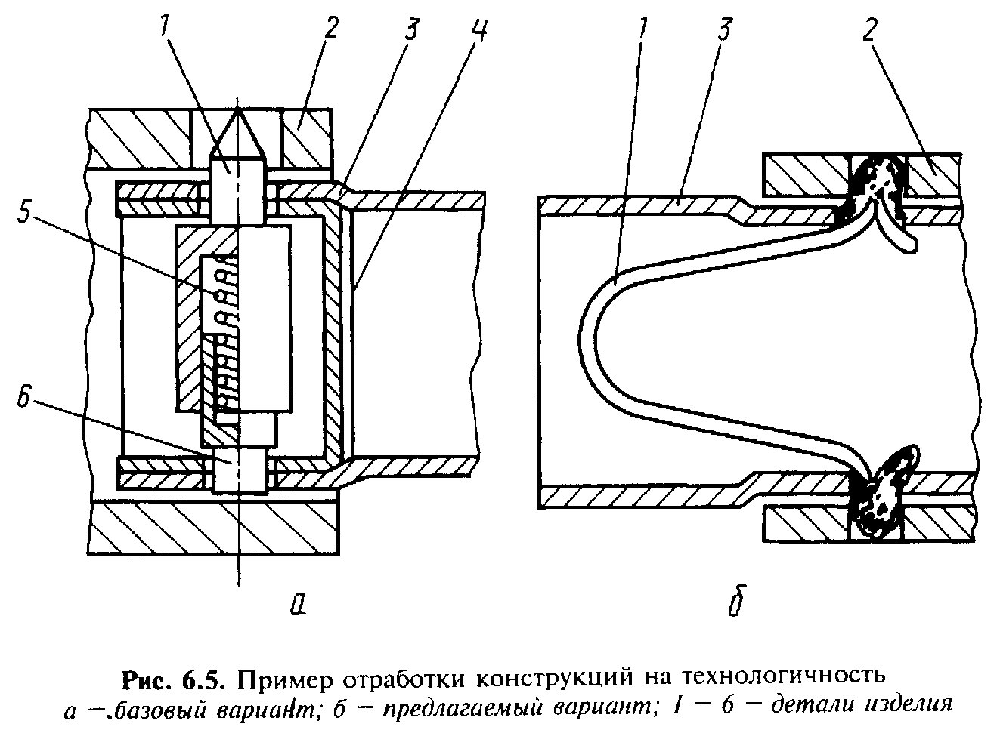 1 2 3 4 1 3 2
5
6
а б
Рис. 6.5. Пример отработки конструкций на технологичность
а – базовый вариант; б – предлагаемый вариант; 1 – 6 – детали изделия